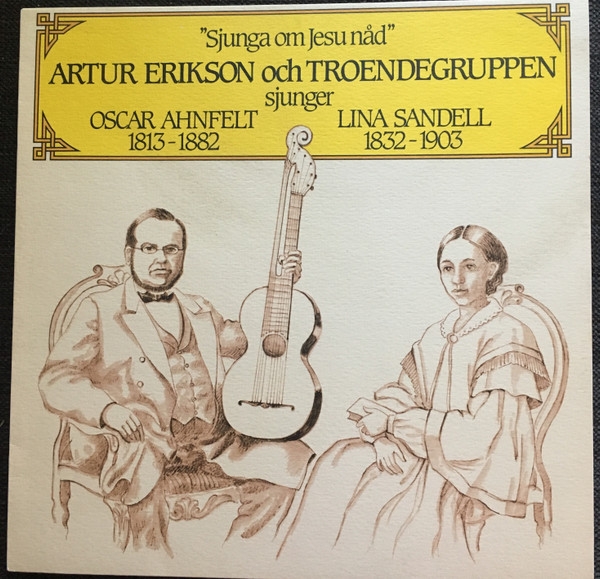 "Sjunga om Jesu nåd"
ARTUR ERIKSON och TROENDEGRUPPEN
sjunger
OSCAR AHNFELT LINA SANDELL
1813-1882 1832-1903